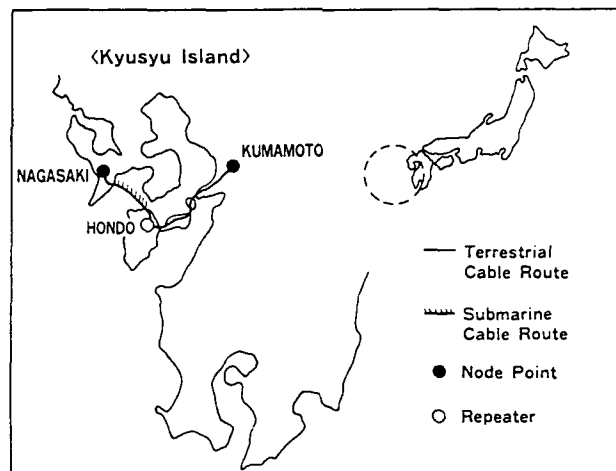 〈Kyusyu Island〉
KUMAMOTO
NAGASAKI
HONDO
Terrestrial
Cable Route
Submarine
Cable Route
Node Point
Repeater